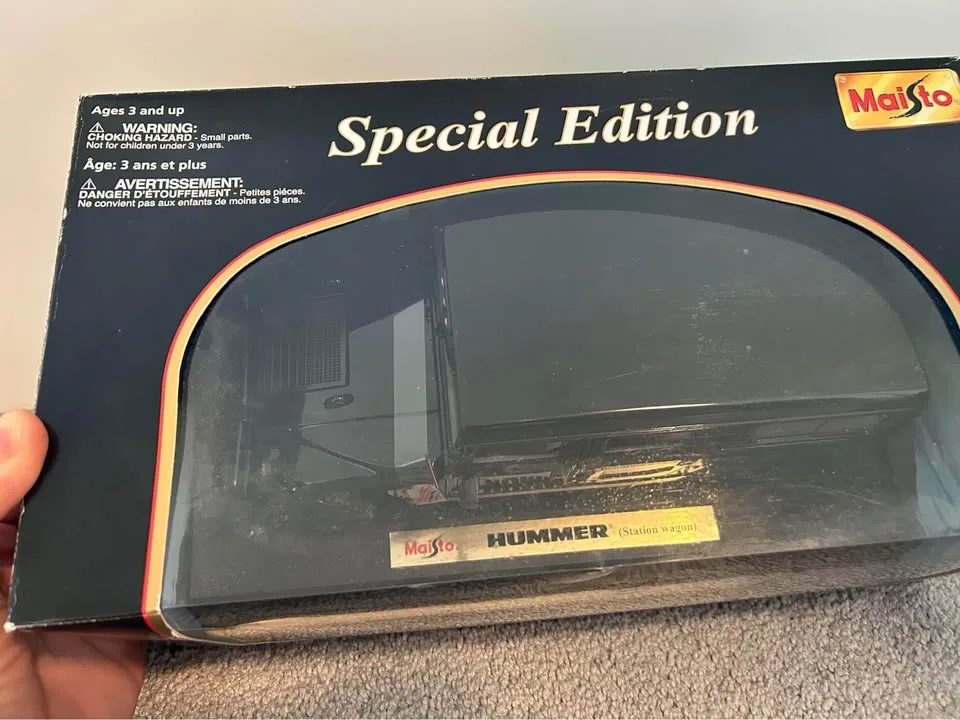 Ages 3 and up
WARNING:
CHOKING HAZARD - Small parts.
Not for children under 3 years.
Âge: 3 ans et plus
AVERTISSEMENT:
DANGER D'ÉTOUFFEMENT - Petites piéces.
Ne convient pas aux enfants de moins de 3 ans.
Special Edition
Maisto
Maisto HUMMER (Station wagon)